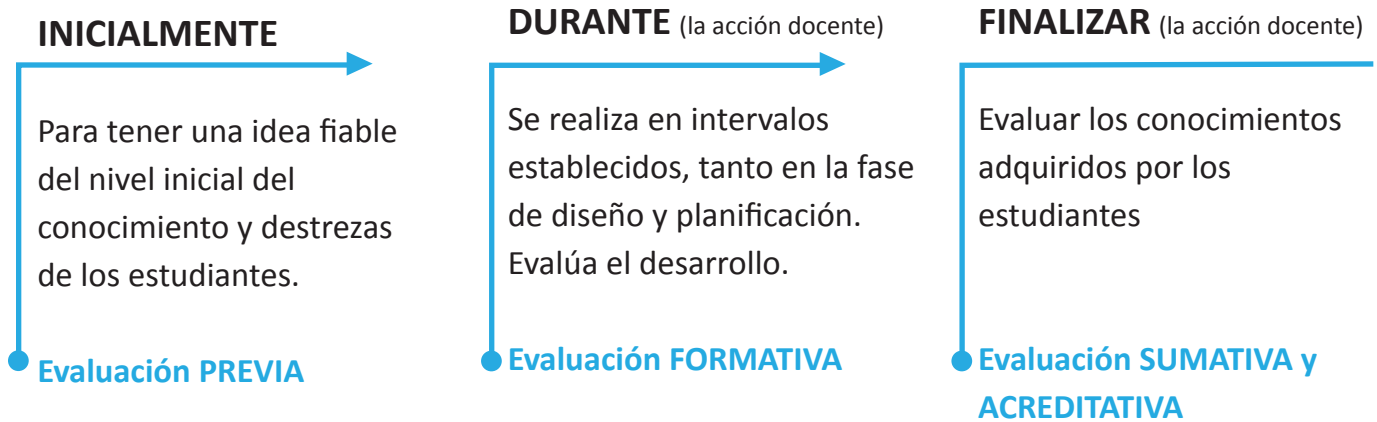 INICIALMENTE
Para tener una idea fiable
del nivel inicial del
conocimiento y destrezas
de los estudiantes.
Evaluación PREVIA
DURANTE (la acción docente)
Se realiza en intervalos
establecidos, tanto en la fase
de diseño y planificación.
Evalúa el desarrollo.
Evaluación FORMATIVA
FINALIZAR (la acción docente)
Evaluar los conocimientos
adquiridos por los
estudiantes
Evaluación SUMATIVA y
ACREDITATIVA